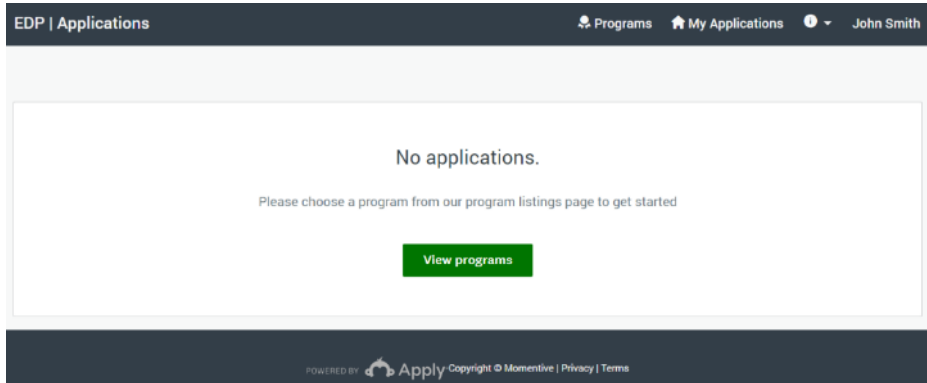 EDP | Applications Programs My Applications John Smith
No applications.
Please choose a program from our program listings page to get started
View programs
POWERED BY Apply Copyright © Momentive | Privacy | Terms